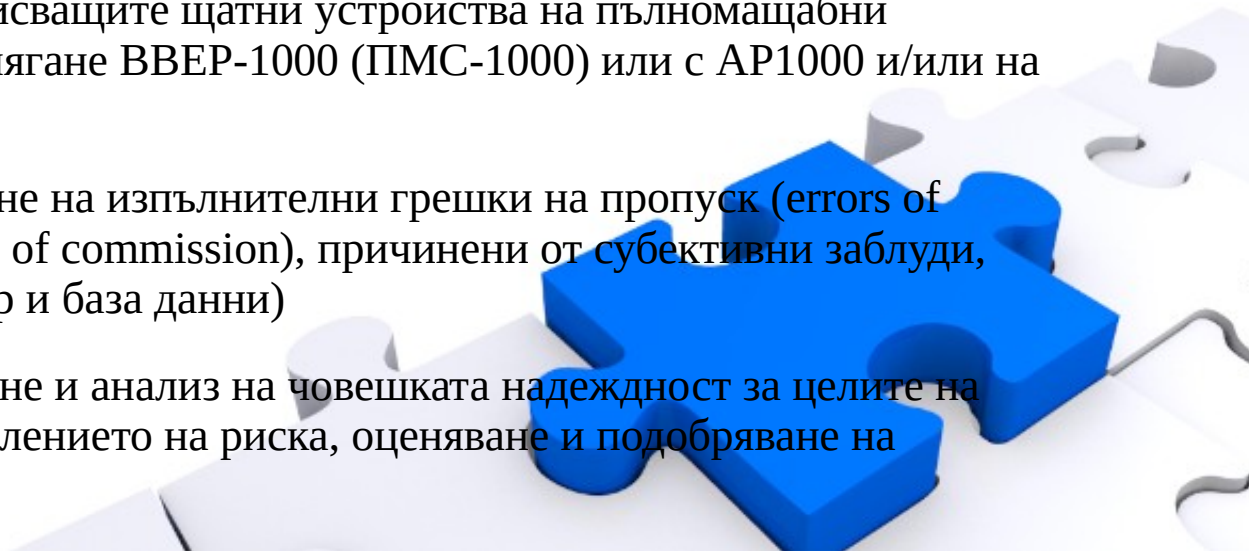 исващите щатни устройства на пълномащабни
лягане ВВЕР-1000 (ПМС-1000) или с АР1000 и/или на
не на изпълнителни грешки на пропуск (errors of
of commission), причинени от субективни заблуди,
р и база данни)
не и анализ на човешката надеждност за целите на
лението на риска, оценяване и подобряване на